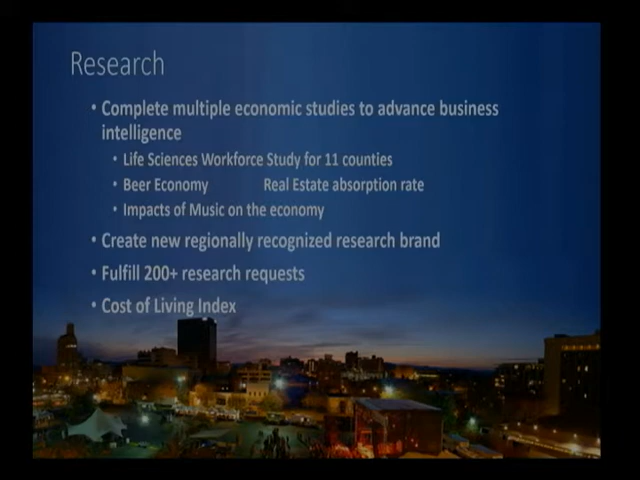 Research
• Complete multiple economic studies to advance business
intelligence
• Life Sciences Workforce Study for 11 counties
• Beer Economy Real Estate absorption rate
• Impacts of Music on the economy
• Create new regionally recognized research brand
• Fulfill 200+ research requests
• Cost of Living Index